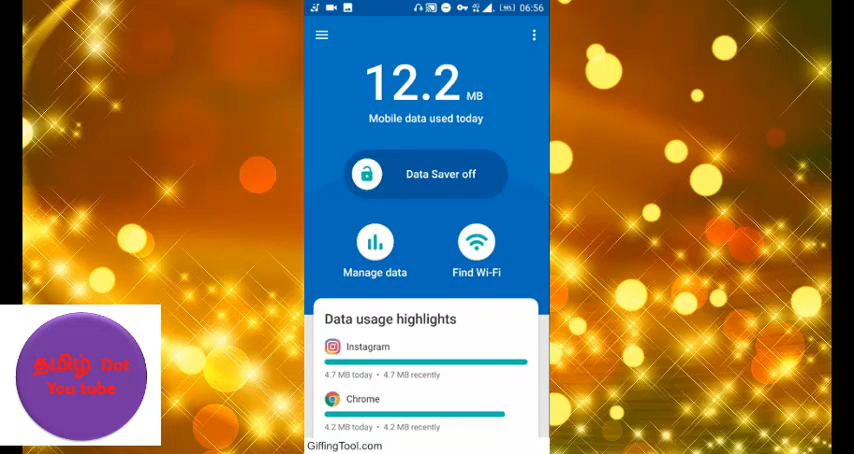 06:56
12.2 MB
Mobile data used today
Data Saver off
Manage data
Find Wi-Fi
Data usage highlights
Instagram
4.7 MB today • 4.7 MB recently
Chrome
4.2 MB today • 4.2 MB recently
GiffingTool.com
தமிழ் Dot
You tube